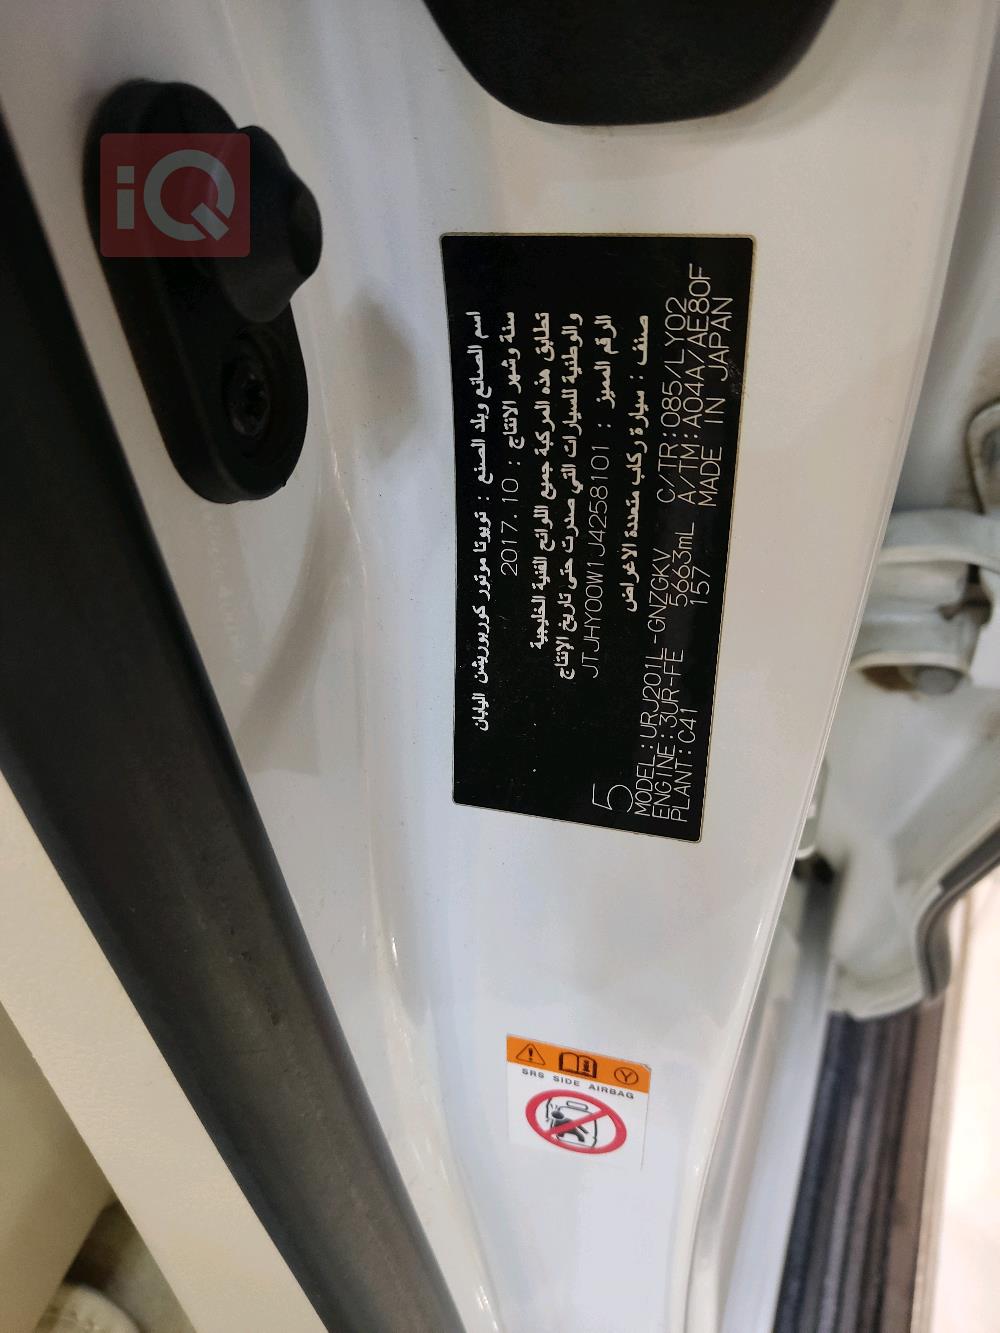 iQ
اسم الصانع وبلد الصنع : تويوتا موتور كوربوريشن اليابان
سنة وشهر الانتاج : 2017.10
تطابق هذه المركبة جميع اللوائح الفنية الخليجية
والوطنية للسيارات التي صدرت حتى تاريخ الإنتاج
الرقم المميز : JTJHY00W1J4258101
صنف : سيارة ركاب متعددة الاغراض
5
MODEL:URJ201L-GNZGKV C/TR:085/LY02
ENGINE:3UR-FE 5663mL A/TM:A04A/AE80F
PLANT:C41 157 MADE IN JAPAN
SRS SIDE AIRBAG